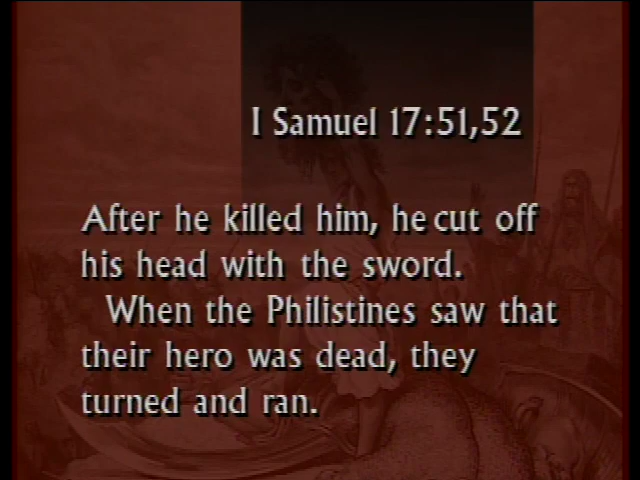 I Samuel 17:51,52
After he killed him, he cut off
his head with the sword.
When the Philistines saw that
their hero was dead, they
turned and ran.